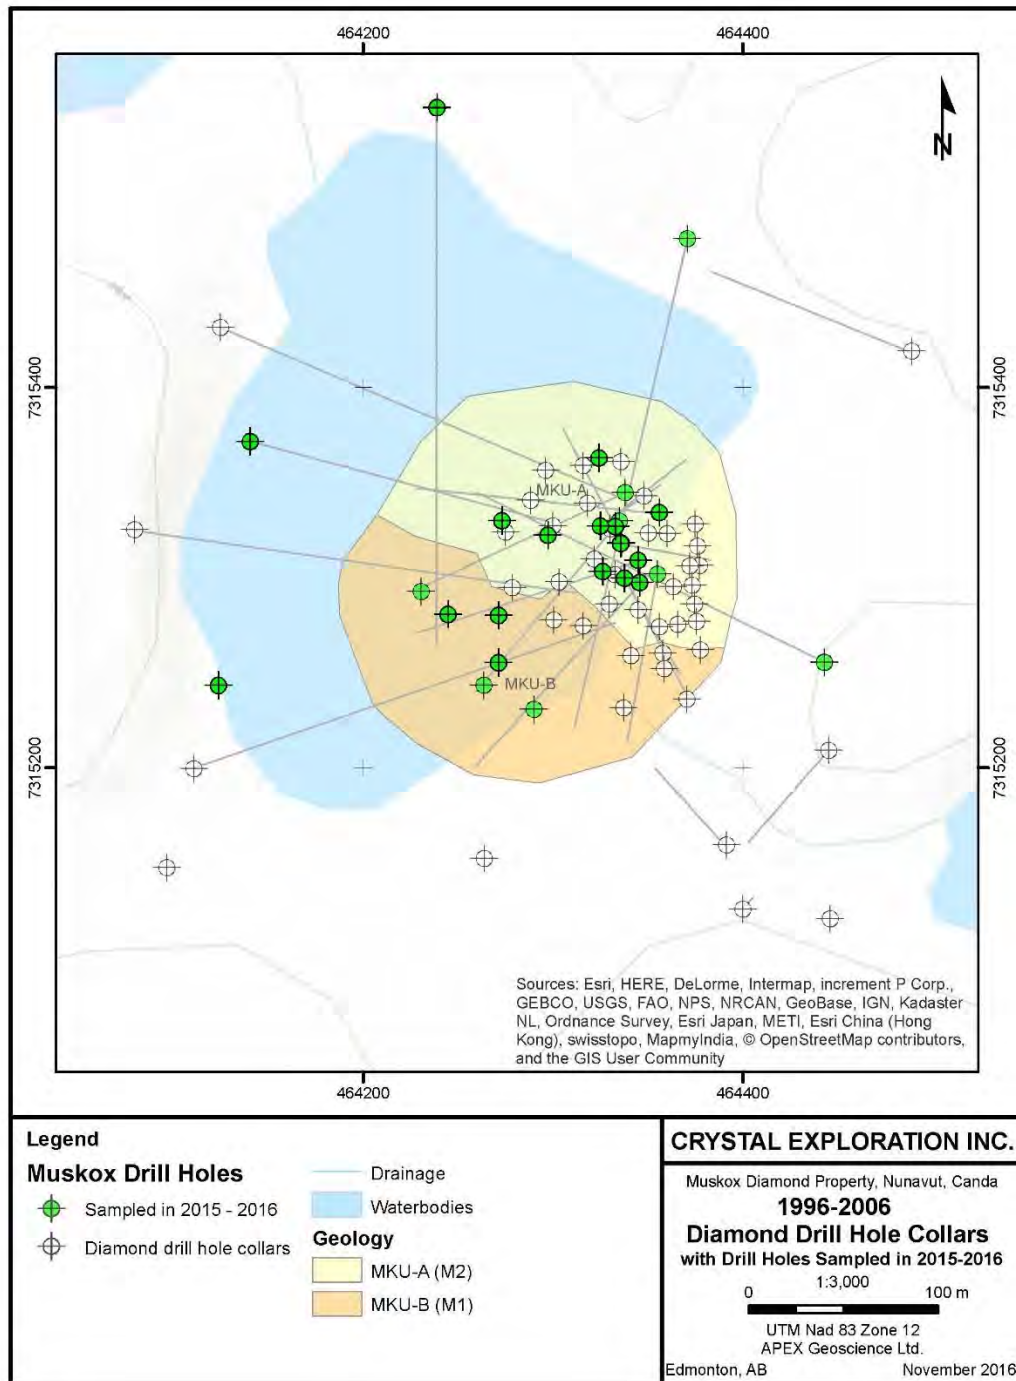 464200
464400
N
7315400
7315400
MKU-A
MKU-B
7315200
7315200
Sources: Esri, HERE, DeLorme, Intermap, increment P Corp.,
GEBCO, USGS, FAO, NPS, NRCAN, GeoBase, IGN, Kadaster
NL, Ordnance Survey, Esri Japan, METI, Esri China (Hong
Kong), swisstopo, MapmyIndia, © OpenStreetMap contributors,
and the GIS User Community
464200
464400
Legend
Muskox Drill Holes
Sampled in 2015 - 2016
Diamond drill hole collars
Drainage
Waterbodies
Geology
MKU-A (M2)
MKU-B (M1)
CRYSTAL EXPLORATION INC.
Muskox Diamond Property, Nunavut, Canda
1996-2006
Diamond Drill Hole Collars
with Drill Holes Sampled in 2015-2016
1:3,000
0 100 m
UTM Nad 83 Zone 12
APEX Geoscience Ltd.
Edmonton, AB November 2016